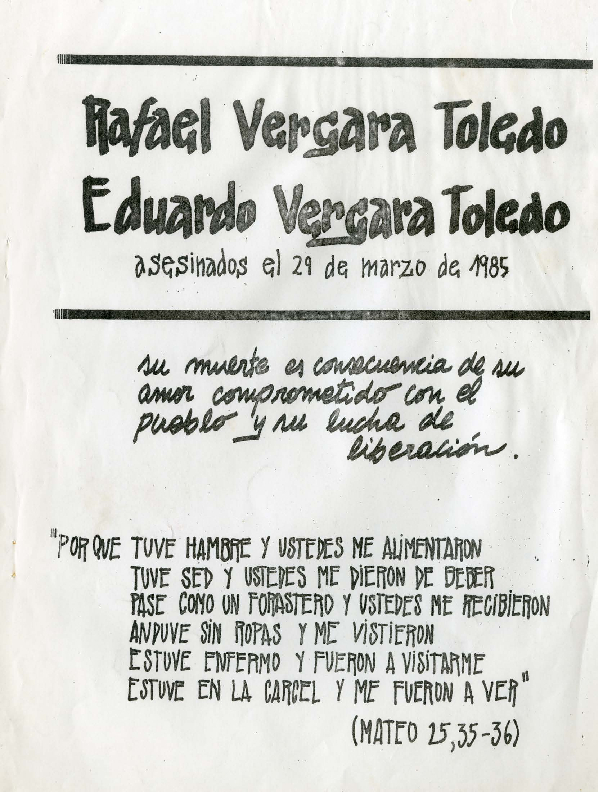 Rafael Vergara Toledo
Eduardo Vergara Toledo
asesinados el 29 de marzo de 1985
su muerte es consecuencia de su
amor comprometido con el
pueblo y su lucha de
liberación.
"PORQUE TUVE HAMBRE Y USTEDES ME ALIMENTARON
TUVE SED Y USTEDES ME DIERON DE BEBER
PASE COMO UN FORASTERO Y USTEDES ME RECIBIERON
ANDUVE SIN ROPAS Y ME VISTIERON
ESTUVE ENFERMO Y FUERON A VISITARME
ESTUVE EN LA CARCEL Y ME FUERON A VER"
(MATEO 25,35-36)